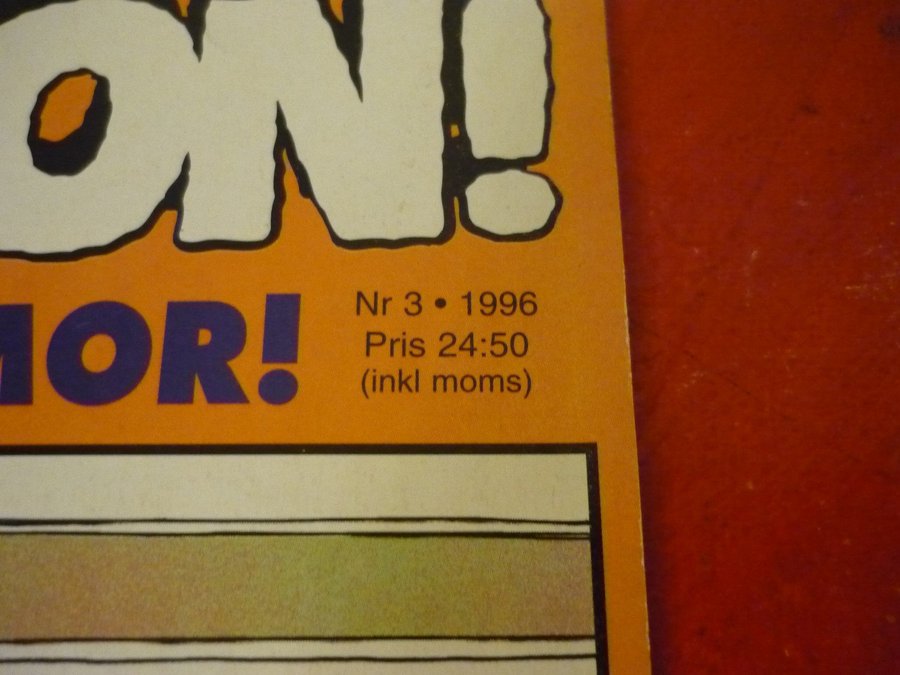 ON!
MOR!
Nr 3 • 1996
Pris 24:50
(inkl moms)